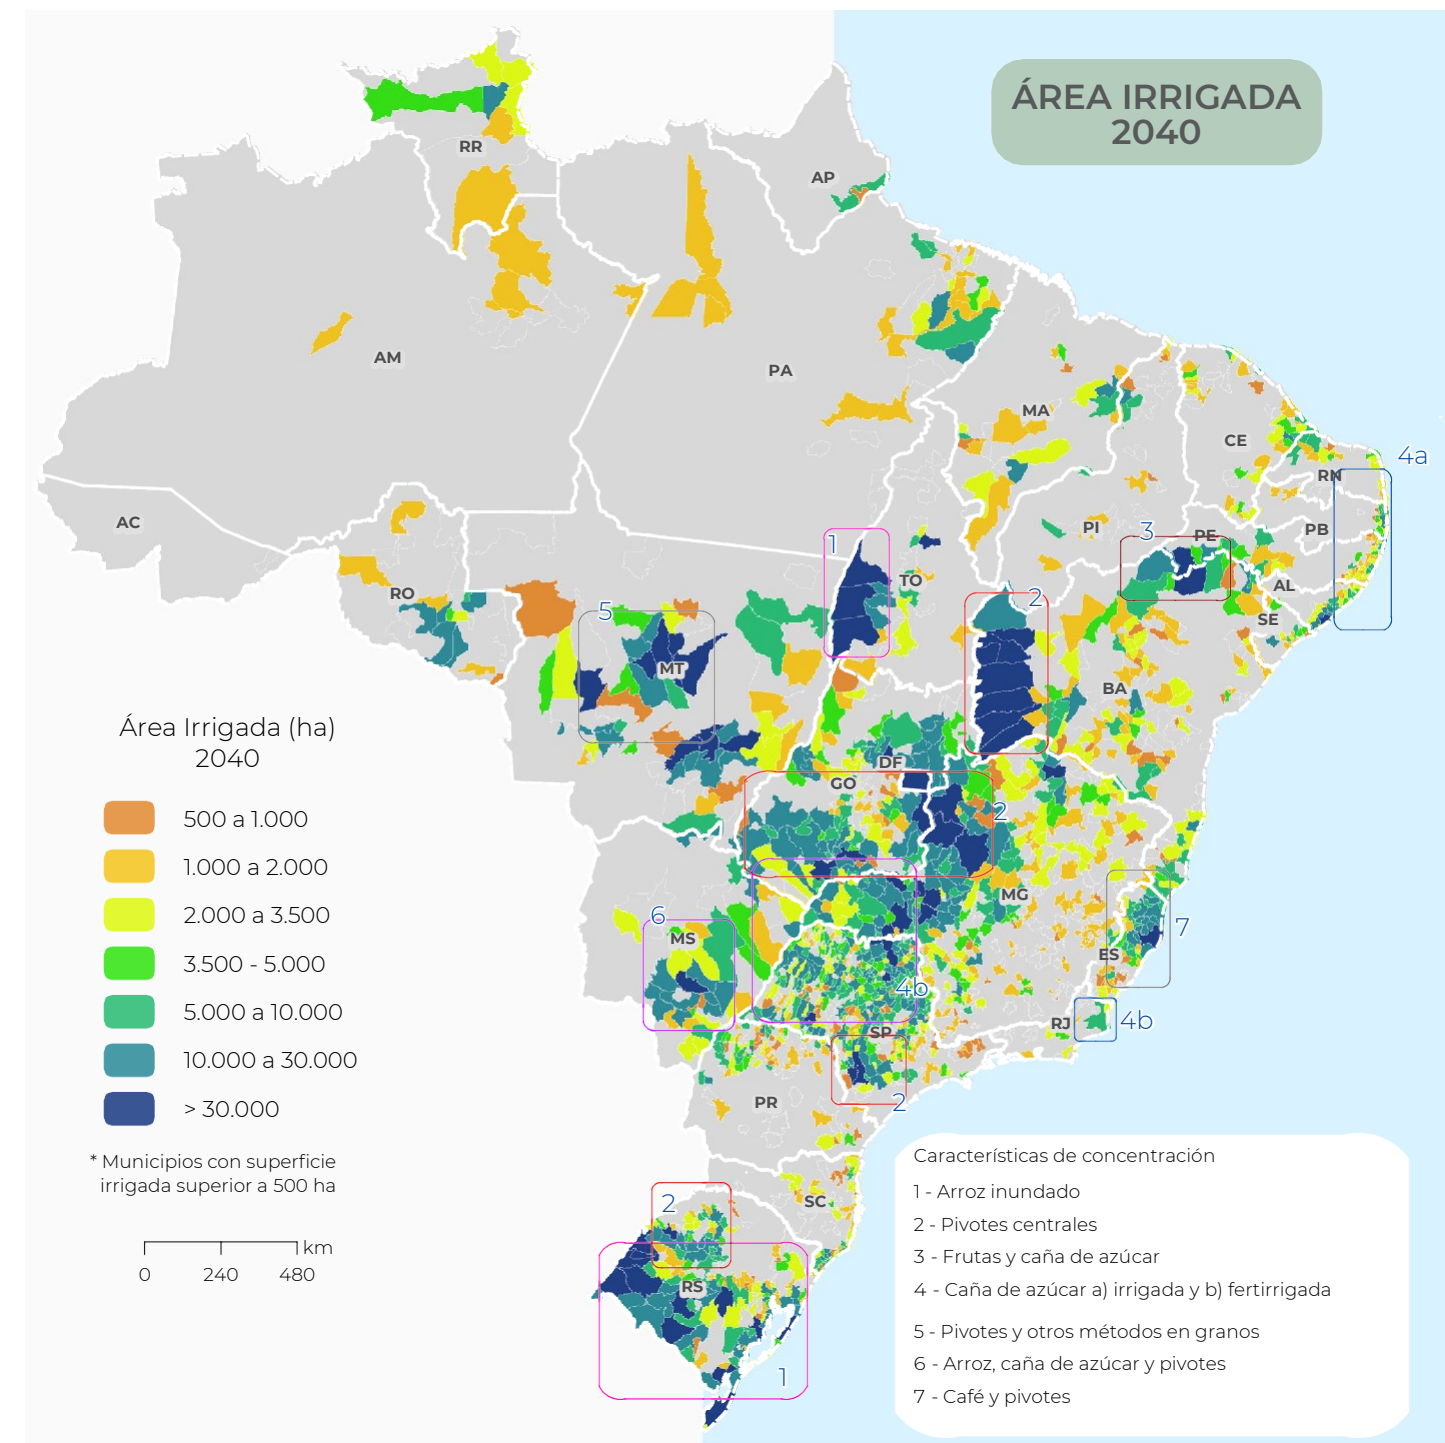 ÁREA IRRIGADA
2040
RR
AP
AM
PA
MA
CE
4a
RN
AC
PI
3
PE
PB
1
TO
AL
RO
5
2
SE
MT
BA
Área Irrigada (ha)
2040
DF
GO
2
500 a 1.000
1.000 a 2.000
2.000 a 3.500
3.500 - 5.000
5.000 a 10.000
10.000 a 30.000
> 30.000
MG
6
MS
7
ES
4b
RJ
4b
SP
PR
2
* Municipios con superficie
irrigada superior a 500 ha
km
0 240 480
2
SC
RS
1
Características de concentración
1 - Arroz inundado
2 - Pivotes centrales
3 - Frutas y caña de azúcar
4 - Caña de azúcar a) irrigada y b) fertirrigada
5 - Pivotes y otros métodos en granos
6 - Arroz, caña de azúcar y pivotes
7 - Café y pivotes